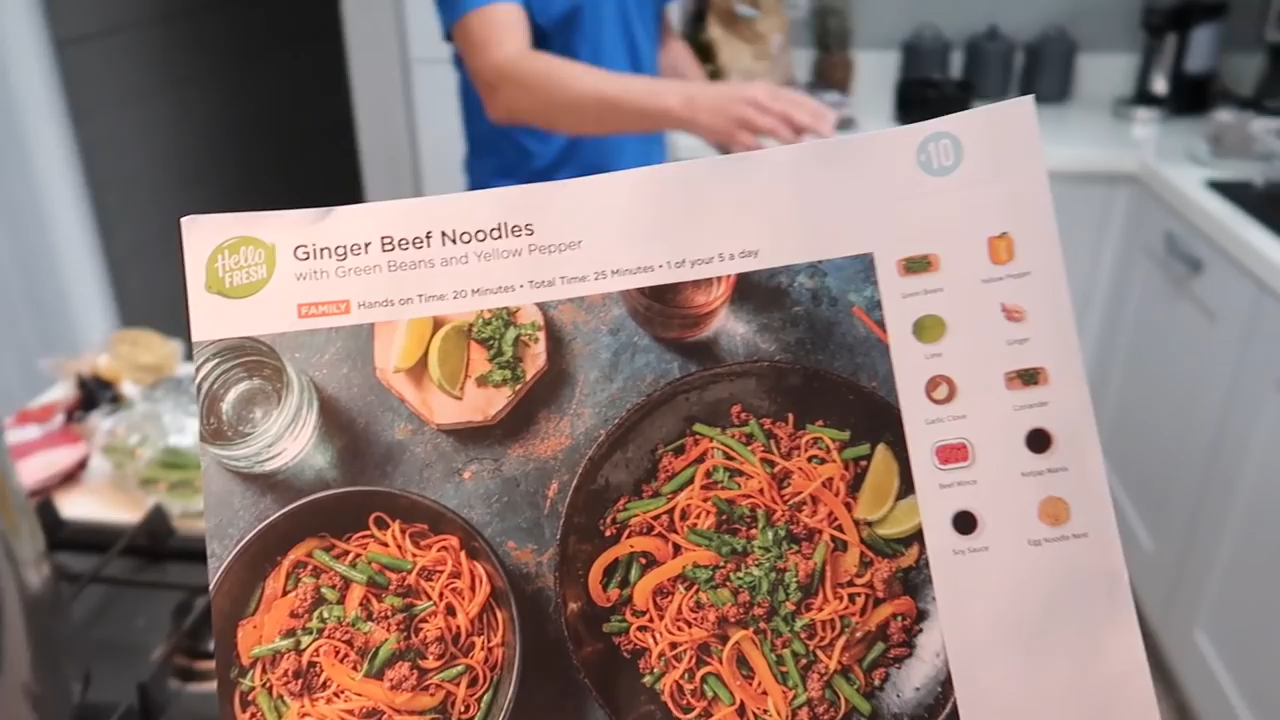 10
Hello
FRESH
Ginger Beef Noodles
with Green Beans and Yellow Pepper
FAMILY Hands on Time: 20 Minutes • Total Time: 25 Minutes • 1 of your 5 a day
Green Beans
Yellow Pepper
Lime
Ginger
Garlic Clove
Coriander
Beef Mince
Ketjap Manis
Soy Sauce
Egg Noodle Nest